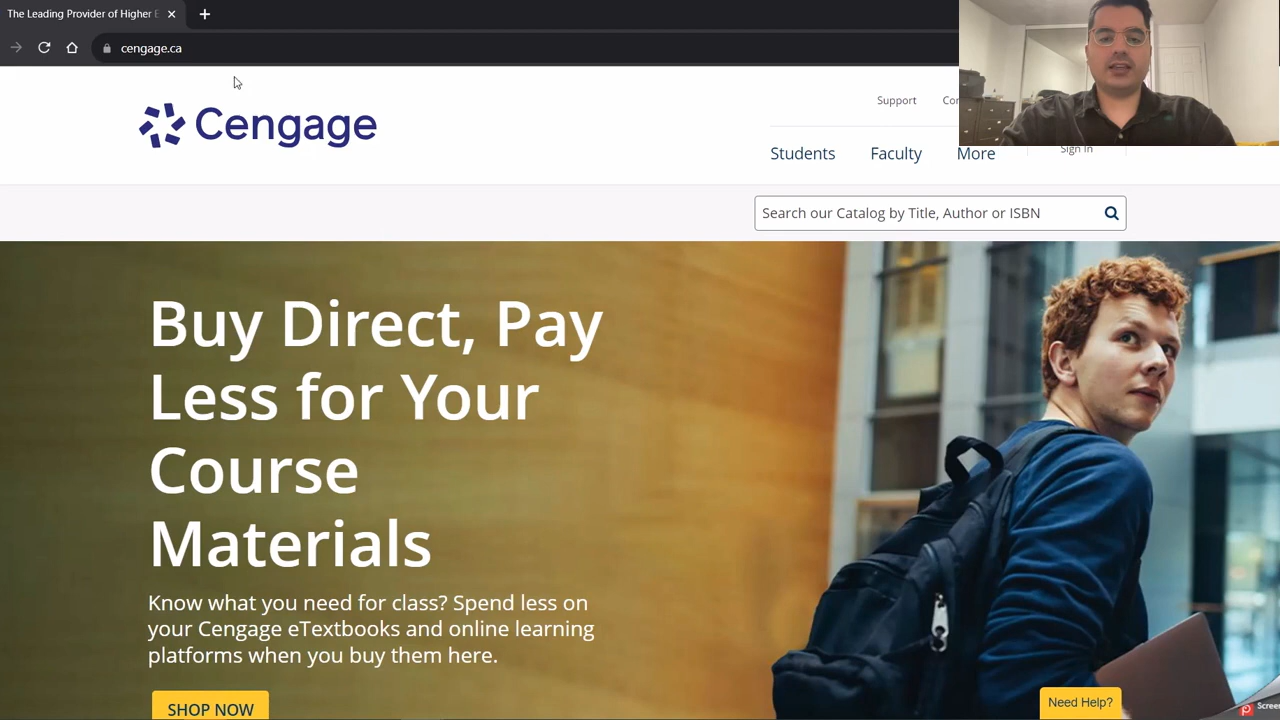 The Leading Provider of Higher E
cengage.ca
Cengage
Support
Con
Students
Faculty
More
Sign In
Search our Catalog by Title, Author or ISBN
Buy Direct, Pay
Less for Your
Course
Materials
Know what you need for class? Spend less on
your Cengage eTextbooks and online learning
platforms when you buy them here.
SHOP NOW
Need Help?
Scree